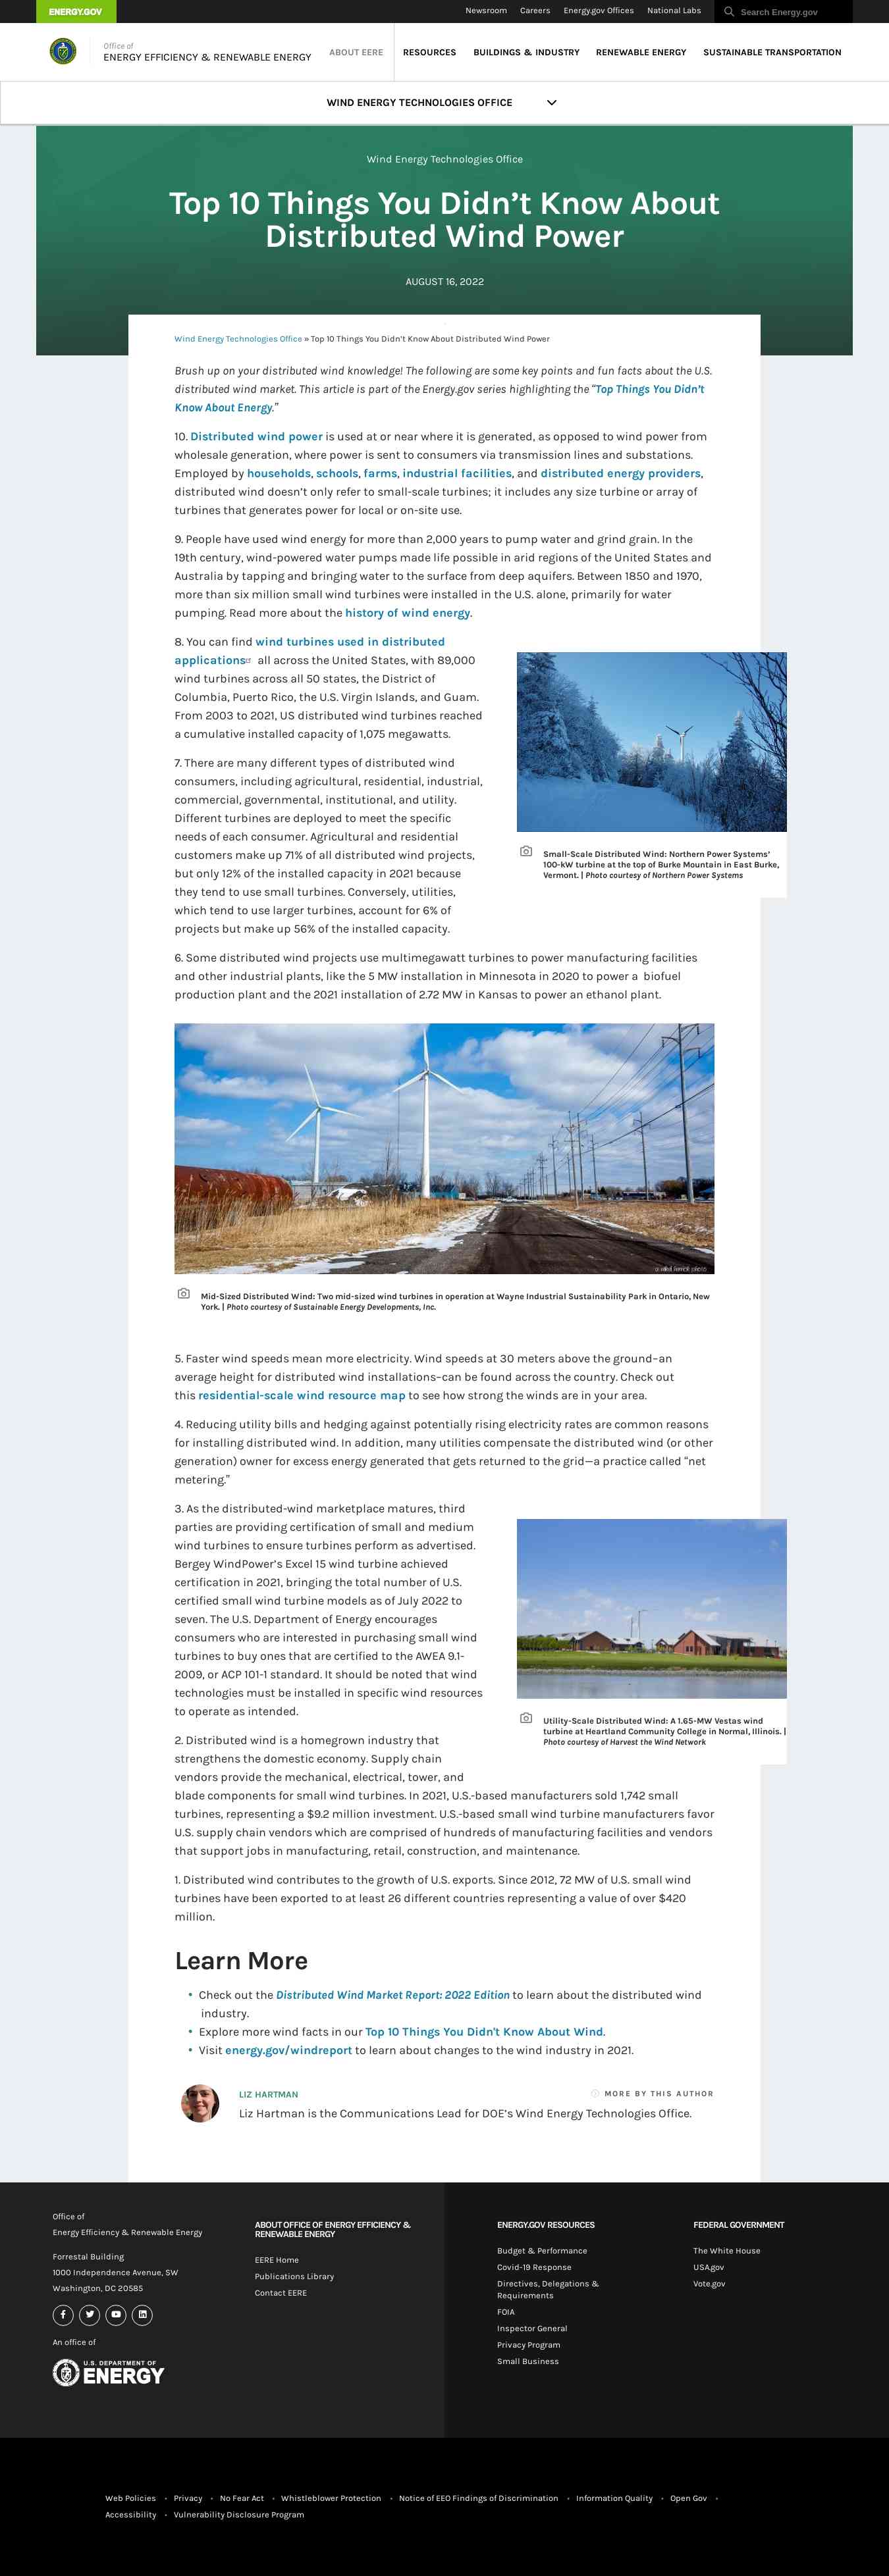 ENERGY.GOV
Newsroom Careers Energy.gov Offices National Labs Search Energy.gov
Office of
ENERGY EFFICIENCY & RENEWABLE ENERGY
ABOUT EERE RESOURCES BUILDINGS & INDUSTRY RENEWABLE ENERGY SUSTAINABLE TRANSPORTATION
WIND ENERGY TECHNOLOGIES OFFICE
Wind Energy Technologies Office
Top 10 Things You Didn’t Know About
Distributed Wind Power
AUGUST 16, 2022
Wind Energy Technologies Office » Top 10 Things You Didn’t Know About Distributed Wind Power
Brush up on your distributed wind knowledge! The following are some key points and fun facts about the U.S.
distributed wind market. This article is part of the Energy.gov series highlighting the “Top Things You Didn’t
Know About Energy.”
10. Distributed wind power is used at or near where it is generated, as opposed to wind power from
wholesale generation, where power is sent to consumers via transmission lines and substations.
Employed by households, schools, farms, industrial facilities, and distributed energy providers,
distributed wind doesn’t only refer to small-scale turbines; it includes any size turbine or array of
turbines that generates power for local or on-site use.
9. People have used wind energy for more than 2,000 years to pump water and grind grain. In the
19th century, wind-powered water pumps made life possible in arid regions of the United States and
Australia by tapping and bringing water to the surface from deep aquifers. Between 1850 and 1970,
more than six million small wind turbines were installed in the U.S. alone, primarily for water
pumping. Read more about the history of wind energy.
8. You can find wind turbines used in distributed
applications all across the United States, with 89,000
wind turbines across all 50 states, the District of
Columbia, Puerto Rico, the U.S. Virgin Islands, and Guam.
From 2003 to 2021, US distributed wind turbines reached
a cumulative installed capacity of 1,075 megawatts.
7. There are many different types of distributed wind
consumers, including agricultural, residential, industrial,
commercial, governmental, institutional, and utility.
Different turbines are deployed to meet the specific
needs of each consumer. Agricultural and residential
customers make up 71% of all distributed wind projects,
but only 12% of the installed capacity in 2021 because
they tend to use small turbines. Conversely, utilities,
which tend to use larger turbines, account for 6% of
projects but make up 56% of the installed capacity.
Small-Scale Distributed Wind: Northern Power Systems’
100-kW turbine at the top of Burke Mountain in East Burke,
Vermont. | Photo courtesy of Northern Power Systems
6. Some distributed wind projects use multimegawatt turbines to power manufacturing facilities
and other industrial plants, like the 5 MW installation in Minnesota in 2020 to power a biofuel
production plant and the 2021 installation of 2.72 MW in Kansas to power an ethanol plant.
Mid-Sized Distributed Wind: Two mid-sized wind turbines in operation at Wayne Industrial Sustainability Park in Ontario, New
York. | Photo courtesy of Sustainable Energy Developments, Inc.
5. Faster wind speeds mean more electricity. Wind speeds at 30 meters above the ground–an
average height for distributed wind installations–can be found across the country. Check out
this residential-scale wind resource map to see how strong the winds are in your area.
4. Reducing utility bills and hedging against potentially rising electricity rates are common reasons
for installing distributed wind. In addition, many utilities compensate the distributed wind (or other
generation) owner for excess energy generated that gets returned to the grid—a practice called “net
metering.”
3. As the distributed-wind marketplace matures, third
parties are providing certification of small and medium
wind turbines to ensure turbines perform as advertised.
Bergey WindPower’s Excel 15 wind turbine achieved
certification in 2021, bringing the total number of U.S.
certified small wind turbine models as of July 2022 to
seven. The U.S. Department of Energy encourages
consumers who are interested in purchasing small wind
turbines to buy ones that are certified to the AWEA 9.1-
2009, or ACP 101-1 standard. It should be noted that wind
technologies must be installed in specific wind resources
to operate as intended.
Utility-Scale Distributed Wind: A 1.65-MW Vestas wind
turbine at Heartland Community College in Normal, Illinois. |
Photo courtesy of Harvest the Wind Network
2. Distributed wind is a homegrown industry that
strengthens the domestic economy. Supply chain
vendors provide the mechanical, electrical, tower, and
blade components for small wind turbines. In 2021, U.S.-based manufacturers sold 1,742 small
turbines, representing a $9.2 million investment. U.S.-based small wind turbine manufacturers favor
U.S. supply chain vendors which are comprised of hundreds of manufacturing facilities and vendors
that support jobs in manufacturing, retail, construction, and maintenance.
1. Distributed wind contributes to the growth of U.S. exports. Since 2012, 72 MW of U.S. small wind
turbines have been exported to at least 26 different countries representing a value of over $420
million.
Learn More
• Check out the Distributed Wind Market Report: 2022 Edition to learn about the distributed wind
industry.
• Explore more wind facts in our Top 10 Things You Didn't Know About Wind.
• Visit energy.gov/windreport to learn about changes to the wind industry in 2021.
LIZ HARTMAN
MORE BY THIS AUTHOR
Liz Hartman is the Communications Lead for DOE’s Wind Energy Technologies Office.
Office of
Energy Efficiency & Renewable Energy
Forrestal Building
1000 Independence Avenue, SW
Washington, DC 20585
An office of
U.S. DEPARTMENT OF
ENERGY
ABOUT OFFICE OF ENERGY EFFICIENCY &
RENEWABLE ENERGY
EERE Home
Publications Library
Contact EERE
ENERGY.GOV RESOURCES
Budget & Performance
Covid-19 Response
Directives, Delegations &
Requirements
FOIA
Inspector General
Privacy Program
Small Business
FEDERAL GOVERNMENT
The White House
USA.gov
Vote.gov
Web Policies • Privacy • No Fear Act • Whistleblower Protection • Notice of EEO Findings of Discrimination • Information Quality • Open Gov •
Accessibility • Vulnerability Disclosure Program